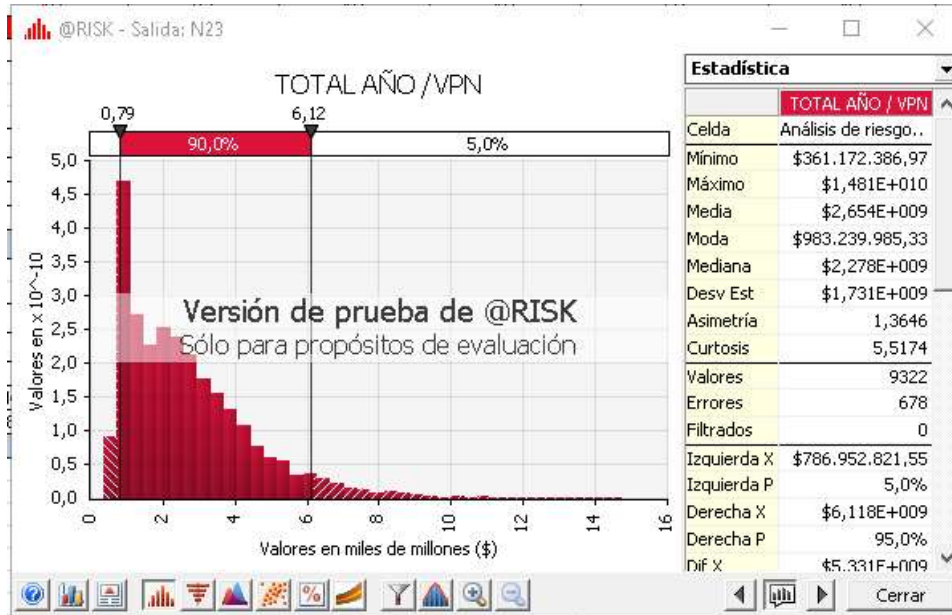 @RISK - Salida: N23
TOTAL AÑO /VPN
0,79 6,12
90,0% 5,0%
5,0
4,5
4,0
3,5
3,0
2,5
2,0
1,5
1,0
0,5
0,0
Valores en x 10^-10
Versión de prueba de @RISK
Sólo para propósitos de evaluación
0 2 4 6 8 10 12 14 16
Valores en miles de millones ($)
Estadística
TOTAL AÑO / VPN
Celda Análisis de riesgo..
Mínimo $361.172.386,97
Máximo $1,481E+010
Media $2,654E+009
Moda $983.239.985,33
Mediana $2,278E+009
Desv Est $1,731E+009
Asimetría 1,3646
Curtosis 5,5174
Valores 9322
Errores 678
Filtrados 0
Izquierda X $786.952.821,55
Izquierda P 5,0%
Derecha X $6,118E+009
Derecha P 95,0%
Dif X $5,331E+009
Cerrar